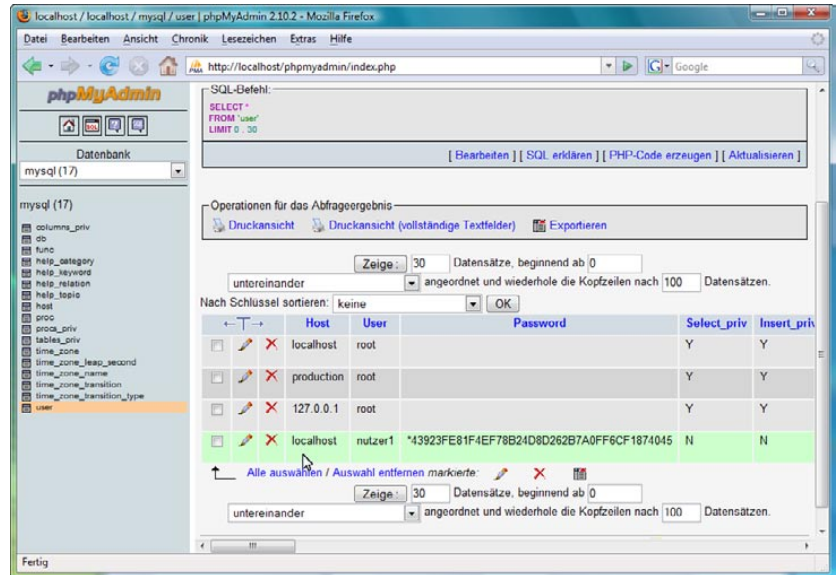 localhost / localhost / mysql / user | phpMyAdmin 2.10.2 - Mozilla Firefox
Datei Bearbeiten Ansicht Chronik Lesezeichen Extras Hilfe
http://localhost/phpmyadmin/index.php
Google
phpMyAdmin
SQL
Datenbank
mysql (17)
mysql (17)
columns_priv
db
func
help_category
help_keyword
help_relation
help_topic
host
proc
procs_priv
tables_priv
time_zone
time_zone_leap_second
time_zone_name
time_zone_transition
time_zone_transition_type
user
SQL-Befehl:
SELECT *
FROM `user`
LIMIT 0 , 30
[ Bearbeiten ] [ SQL erklären ] [ PHP-Code erzeugen ] [ Aktualisieren ]
Operationen für das Abfrageergebnis
Druckansicht Druckansicht (vollständige Textfelder) Exportieren
Zeige : 30 Datensätze, beginnend ab 0
untereinander angeordnet und wiederhole die Kopfzeilen nach 100 Datensätzen.
Nach Schlüssel sortieren: keine OK
←T→ Host User Password Select_priv Insert_priv
localhost root Y Y
production root Y Y
127.0.0.1 root Y Y
localhost nutzer1 *43923FE81F4EF78B24D8D262B7A0FF6CF1874045 N N
Alle auswählen / Auswahl entfernen markierte:
Zeige : 30 Datensätze, beginnend ab 0
untereinander angeordnet und wiederhole die Kopfzeilen nach 100 Datensätzen.
Fertig